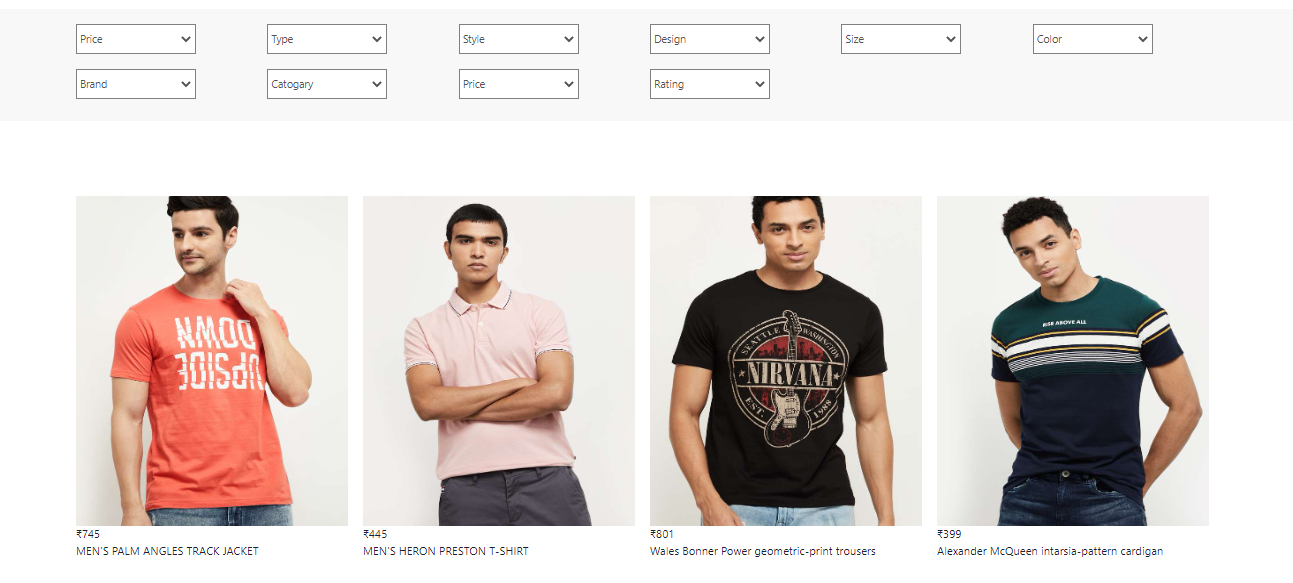 Price Type Style Design Size Color
Brand Catogary Price Rating
UPSIDE
DOWN
SEATTLE WASHINGTON
NIRVANA
EST. 1988
RISE ABOVE ALL
₹745 ₹445 ₹801 ₹399
MEN'S PALM ANGLES TRACK JACKET MEN'S HERON PRESTON T-SHIRT Wales Bonner Power geometric-print trousers Alexander McQueen intarsia-pattern cardigan